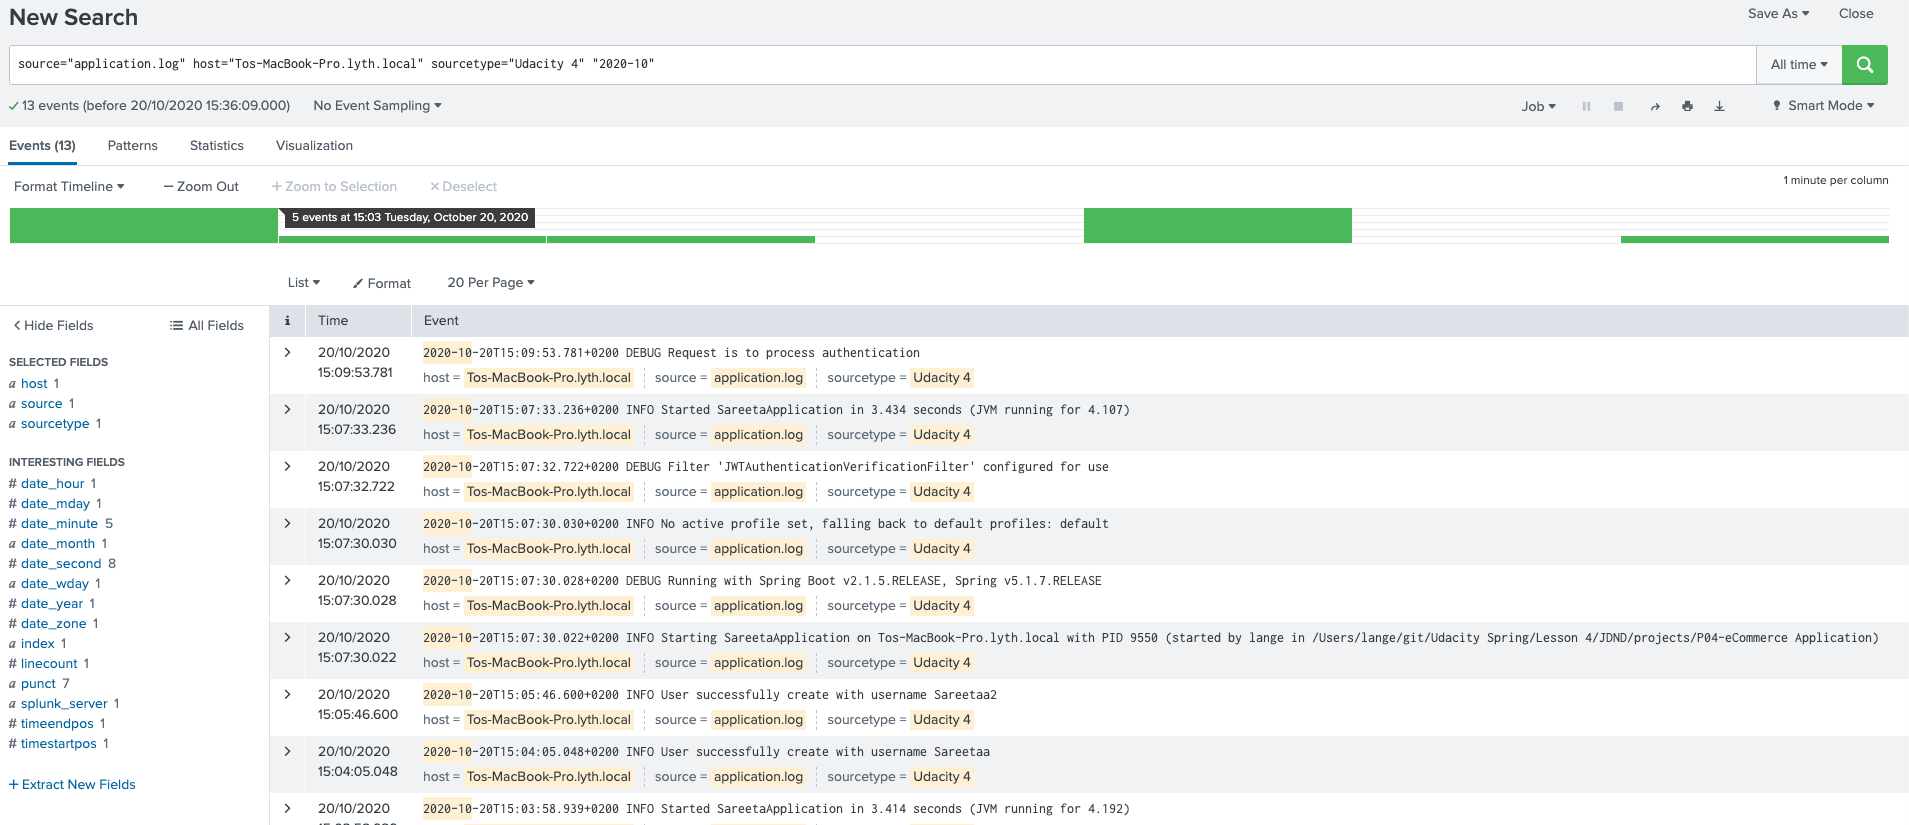 New Search
Save As
Close
source="application.log" host="Tos-MacBook-Pro.lyth.local" sourcetype="Udacity 4" "2020-10"
All time
13 events (before 20/10/2020 15:36:09.000)
No Event Sampling
Job
Smart Mode
Events (13)
Patterns
Statistics
Visualization
Format Timeline
— Zoom Out
+ Zoom to Selection
× Deselect
1 minute per column
5 events at 15:03 Tuesday, October 20, 2020
List
Format
20 Per Page
Hide Fields
All Fields
SELECTED FIELDS
a host 1
a source 1
a sourcetype 1
INTERESTING FIELDS
# date_hour 1
# date_mday 1
# date_minute 5
a date_month 1
# date_second 8
a date_wday 1
# date_year 1
# date_zone 1
a index 1
# linecount 1
a punct 7
a splunk_server 1
# timeendpos 1
# timestartpos 1
+ Extract New Fields
i Time Event
20/10/2020 2020-10-20T15:09:53.781+0200 DEBUG Request is to process authentication
15:09:53.781 host = Tos-MacBook-Pro.lyth.local source = application.log sourcetype = Udacity 4
20/10/2020 2020-10-20T15:07:33.236+0200 INFO Started SareetaApplication in 3.434 seconds (JVM running for 4.107)
15:07:33.236 host = Tos-MacBook-Pro.lyth.local source = application.log sourcetype = Udacity 4
20/10/2020 2020-10-20T15:07:32.722+0200 DEBUG Filter 'JWTAuthenticationVerificationFilter' configured for use
15:07:32.722 host = Tos-MacBook-Pro.lyth.local source = application.log sourcetype = Udacity 4
20/10/2020 2020-10-20T15:07:30.030+0200 INFO No active profile set, falling back to default profiles: default
15:07:30.030 host = Tos-MacBook-Pro.lyth.local source = application.log sourcetype = Udacity 4
20/10/2020 2020-10-20T15:07:30.028+0200 DEBUG Running with Spring Boot v2.1.5.RELEASE, Spring v5.1.7.RELEASE
15:07:30.028 host = Tos-MacBook-Pro.lyth.local source = application.log sourcetype = Udacity 4
20/10/2020 2020-10-20T15:07:30.022+0200 INFO Starting SareetaApplication on Tos-MacBook-Pro.lyth.local with PID 9550 (started by lange in /Users/lange/git/Udacity Spring/Lesson 4/JDND/projects/P04-eCommerce Application)
15:07:30.022 host = Tos-MacBook-Pro.lyth.local source = application.log sourcetype = Udacity 4
20/10/2020 2020-10-20T15:05:46.600+0200 INFO User successfully create with username Sareetaa2
15:05:46.600 host = Tos-MacBook-Pro.lyth.local source = application.log sourcetype = Udacity 4
20/10/2020 2020-10-20T15:04:05.048+0200 INFO User successfully create with username Sareetaa
15:04:05.048 host = Tos-MacBook-Pro.lyth.local source = application.log sourcetype = Udacity 4
20/10/2020 2020-10-20T15:03:58.939+0200 INFO Started SareetaApplication in 3.414 seconds (JVM running for 4.192)